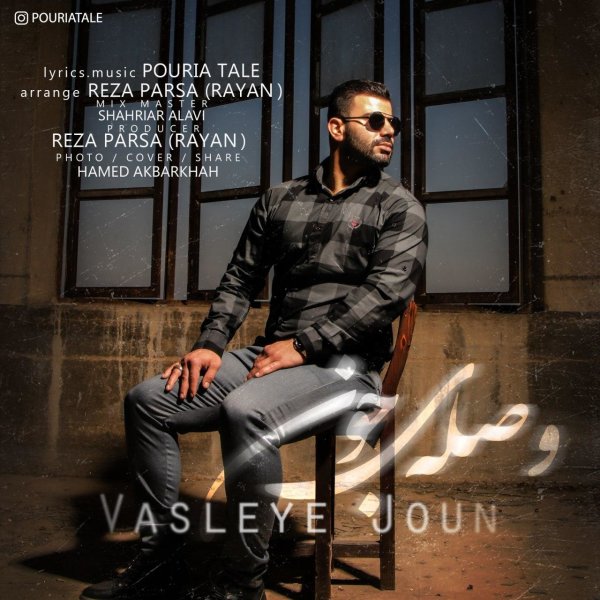 POURIATALE
lyrics.music POURIA TALE
arrange REZA PARSA (RAYAN)
MIX MASTER
SHAHRIAR ALAVI
PRODUCER
REZA PARSA (RAYAN)
PHOTO / COVER / SHARE
HAMED AKBARKHAH
وصله ی جون
VASLEYE JOUN